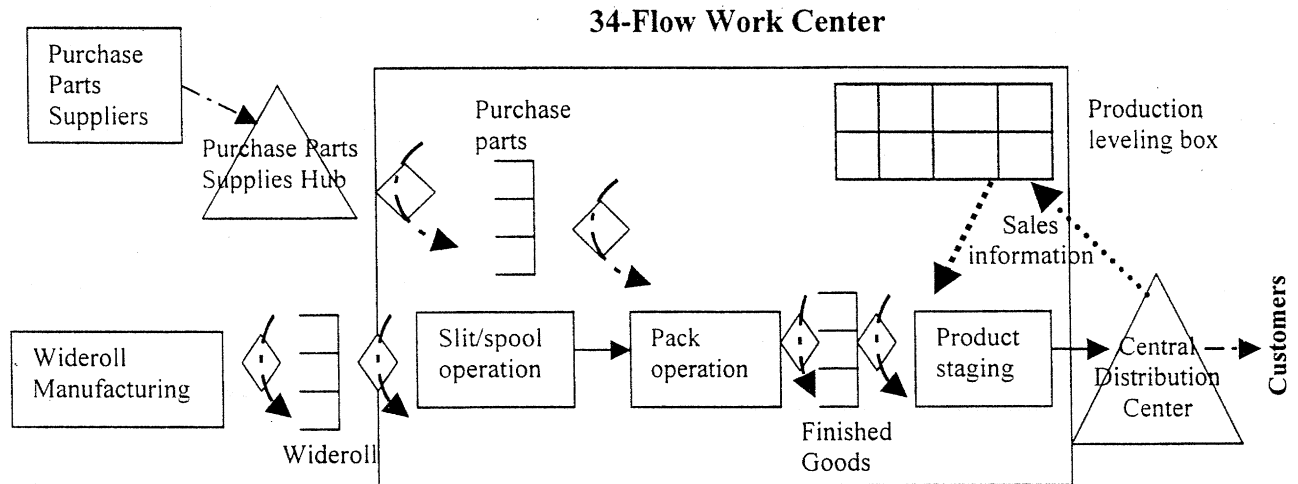 34-Flow Work Center
Purchase
Parts
Suppliers
Purchase Parts
Supplies Hub
Purchase
parts
Production
leveling box
Sales
information
Wideroll
Manufacturing
Wideroll
Slit/spool
operation
Pack
operation
Finished
Goods
Product
staging
Central
Distribution
Center
Customers